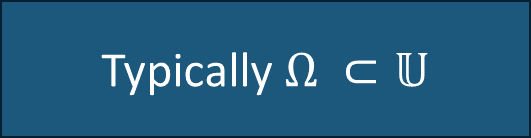 Typically Ω ⊂ 𝕌